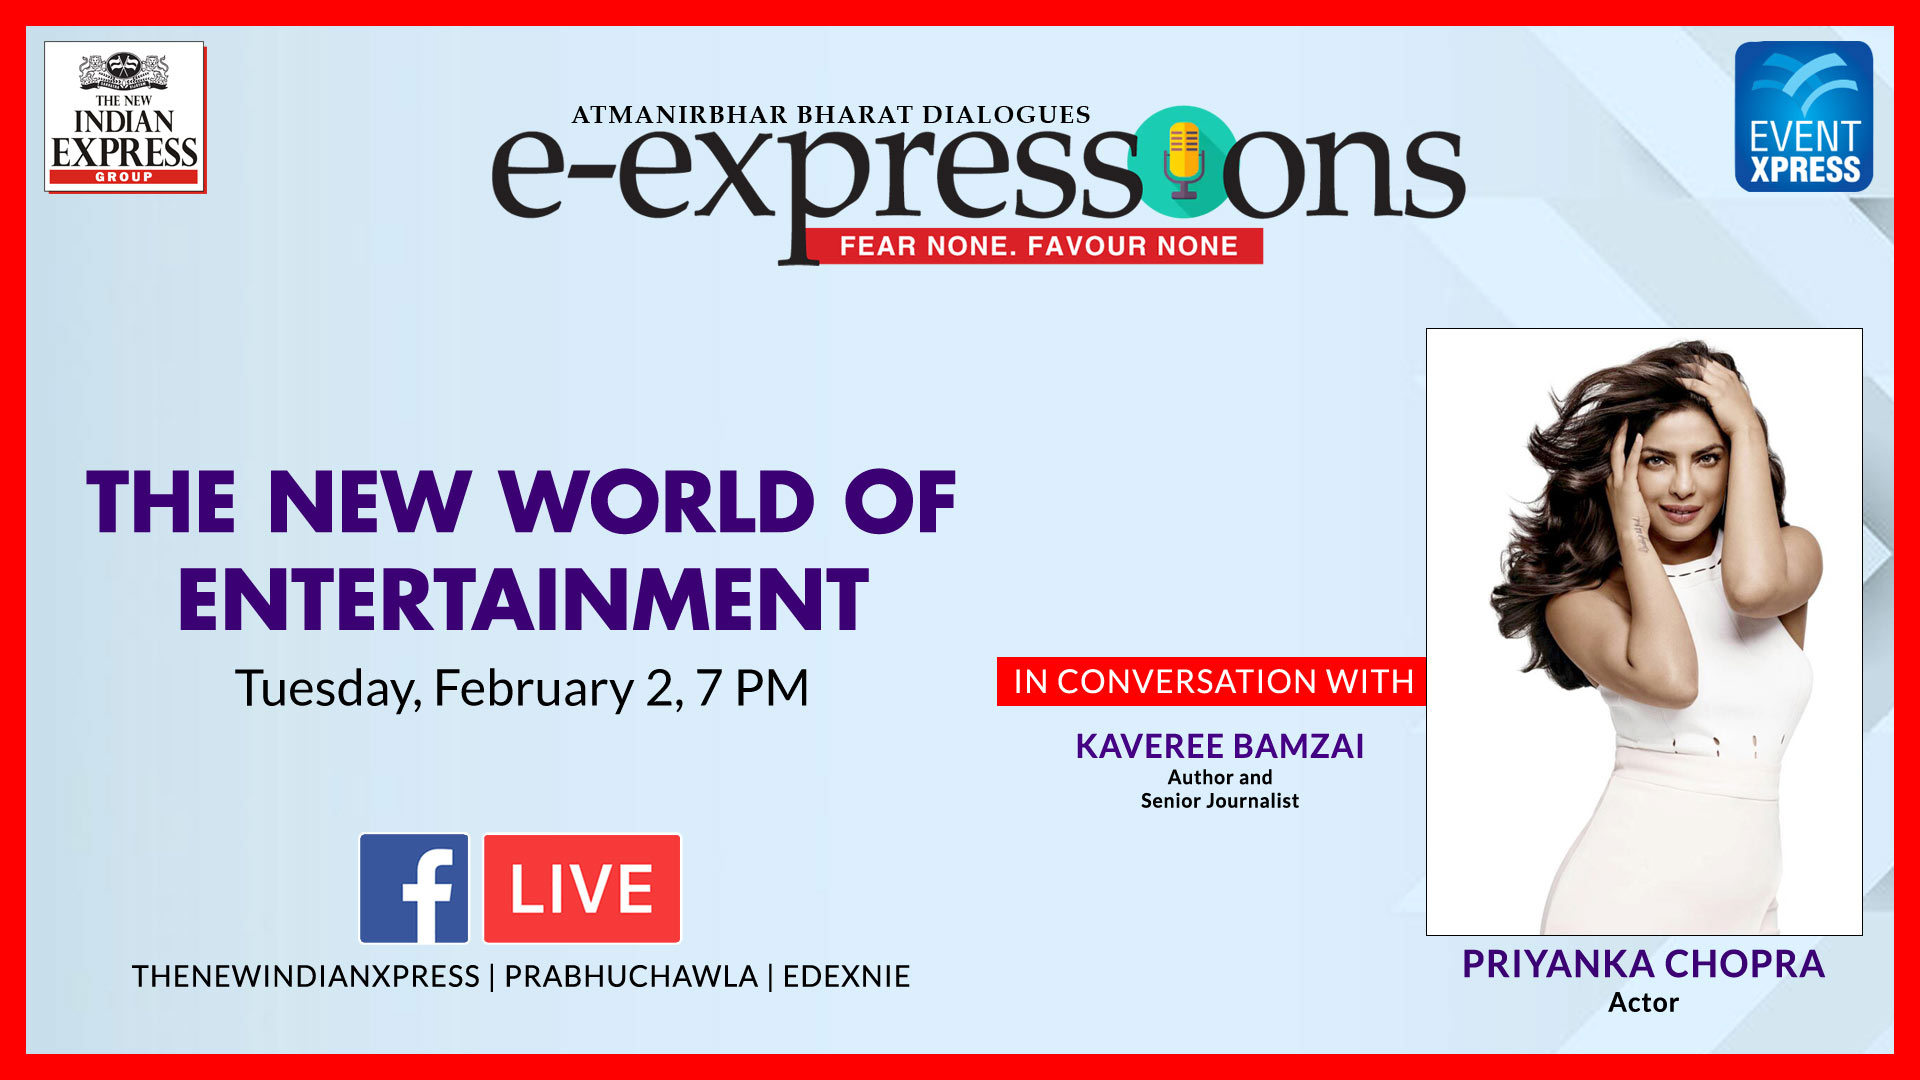 THE NEW
INDIAN
EXPRESS
GROUP
ATMANIRBHAR BHARAT DIALOGUES
e-expressions
FEAR NONE. FAVOUR NONE
EVENT
XPRESS
THE NEW WORLD OF
ENTERTAINMENT
Tuesday, February 2, 7 PM
IN CONVERSATION WITH
KAVEREE BAMZAI
Author and
Senior Journalist
f LIVE
THENEWINDIANXPRESS | PRABHUCHAWLA | EDEXNIE
PRIYANKA CHOPRA
Actor